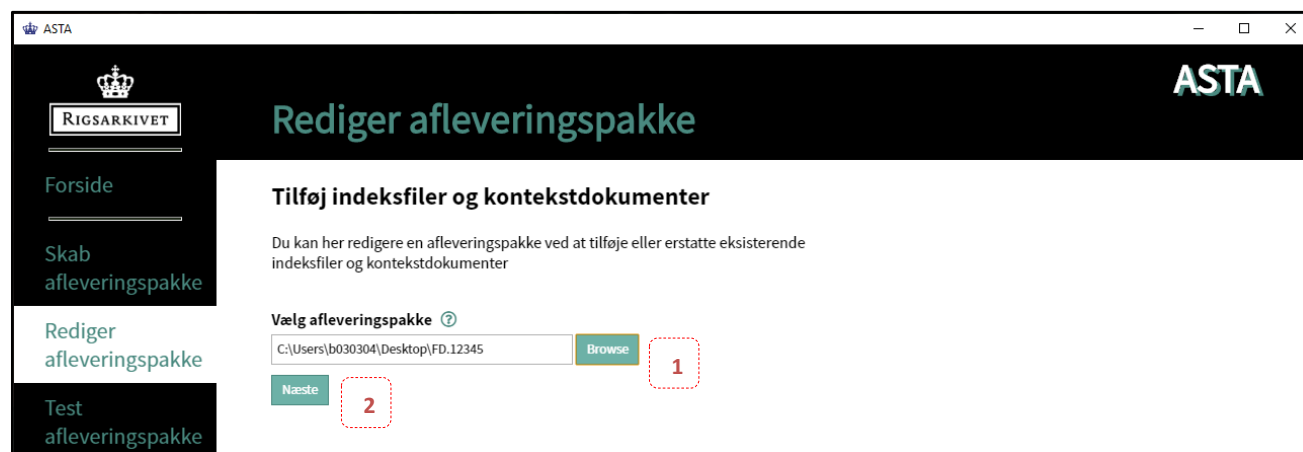 ASTA
RIGSARKIVET
ASTA
Rediger afleveringspakke
Forside
Skab
afleveringspakke
Rediger
afleveringspakke
Test
afleveringspakke
Tilføj indeksfiler og kontekstdokumenter
Du kan her redigere en afleveringspakke ved at tilføje eller erstatte eksisterende
indeksfiler og kontekstdokumenter
Vælg afleveringspakke ?
C:\Users\b030304\Desktop\FD.12345 Browse 1
Næste 2